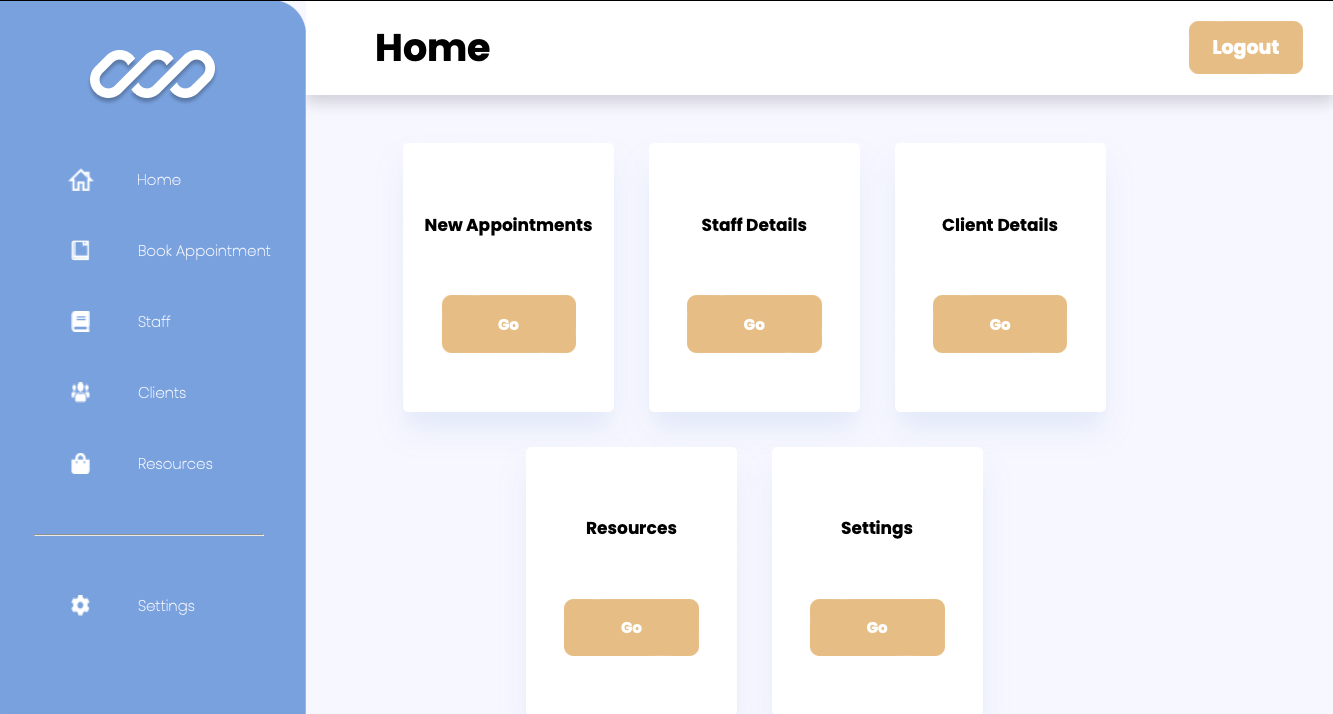 Home
Logout
Home
Book Appointment
Staff
Clients
Resources
Settings
New Appointments
Go
Staff Details
Go
Client Details
Go
Resources
Go
Settings
Go